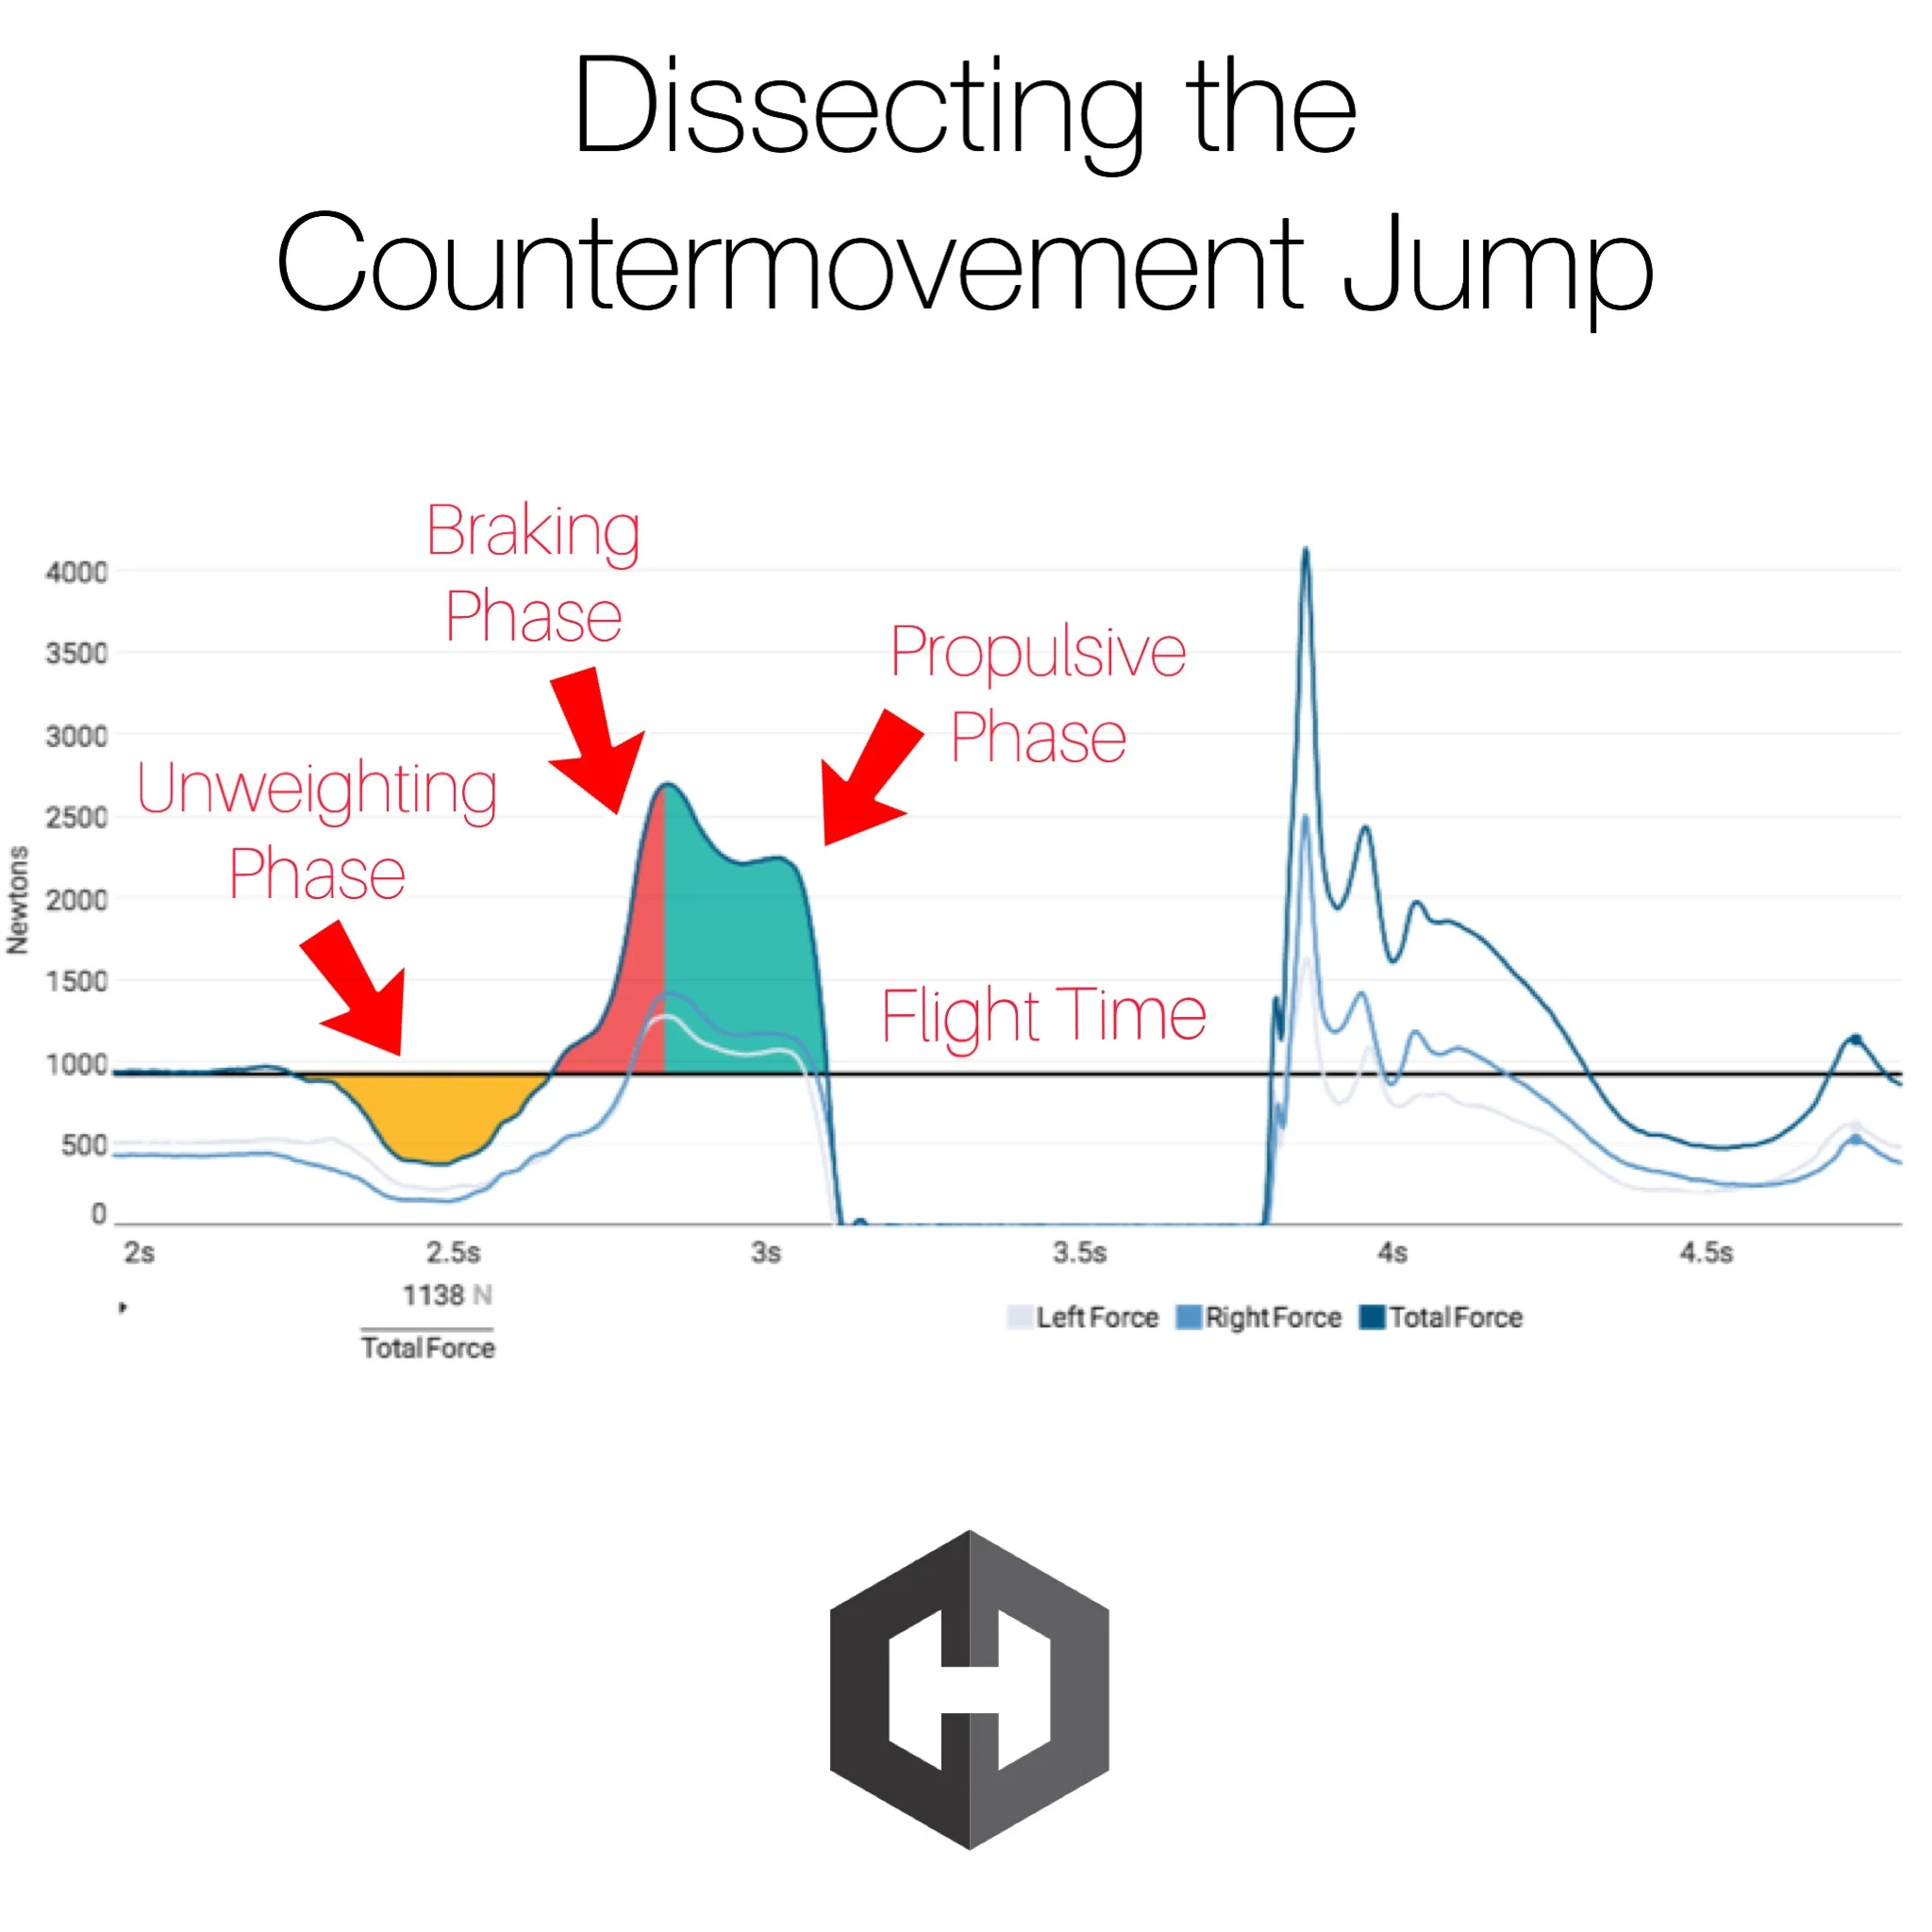 Dissecting the
Countermovement Jump
Braking
Phase
Propulsive
Phase
Unweighting
Phase
Flight Time
Newtons
4000
3500
3000
2500
2000
1500
1000
500
0
2s
2.5s
3s
3.5s
4s
4.5s
1138 N
Total Force
Left Force
Right Force
Total Force